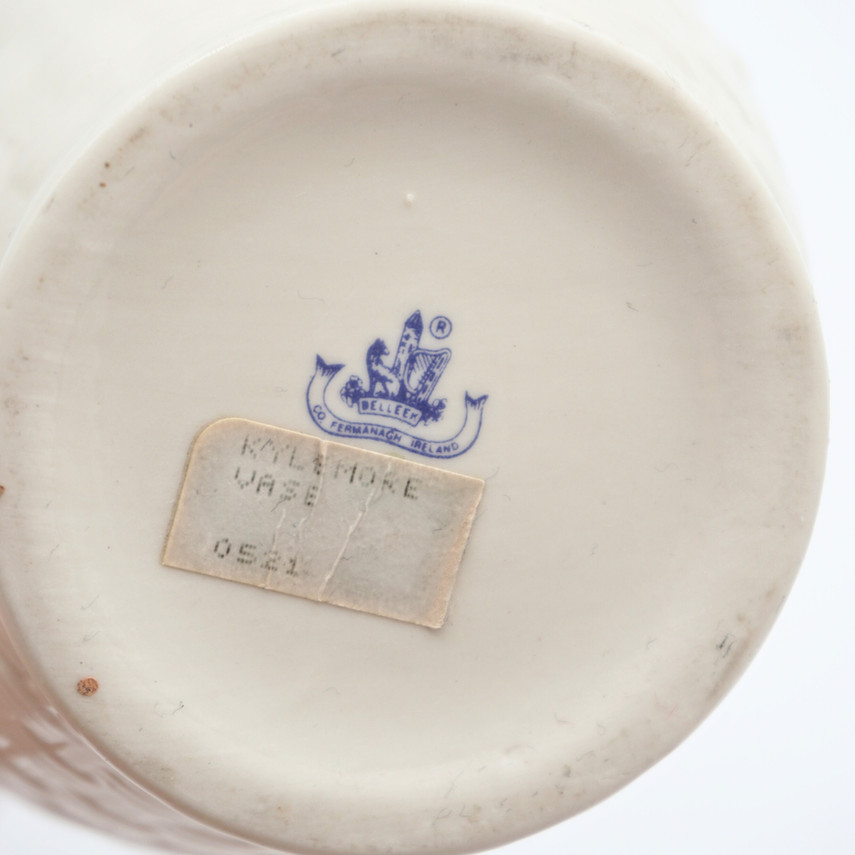 ®
BELLEEK
CO FERMANAGH IRELAND
KYLEMORE
VASE
0521